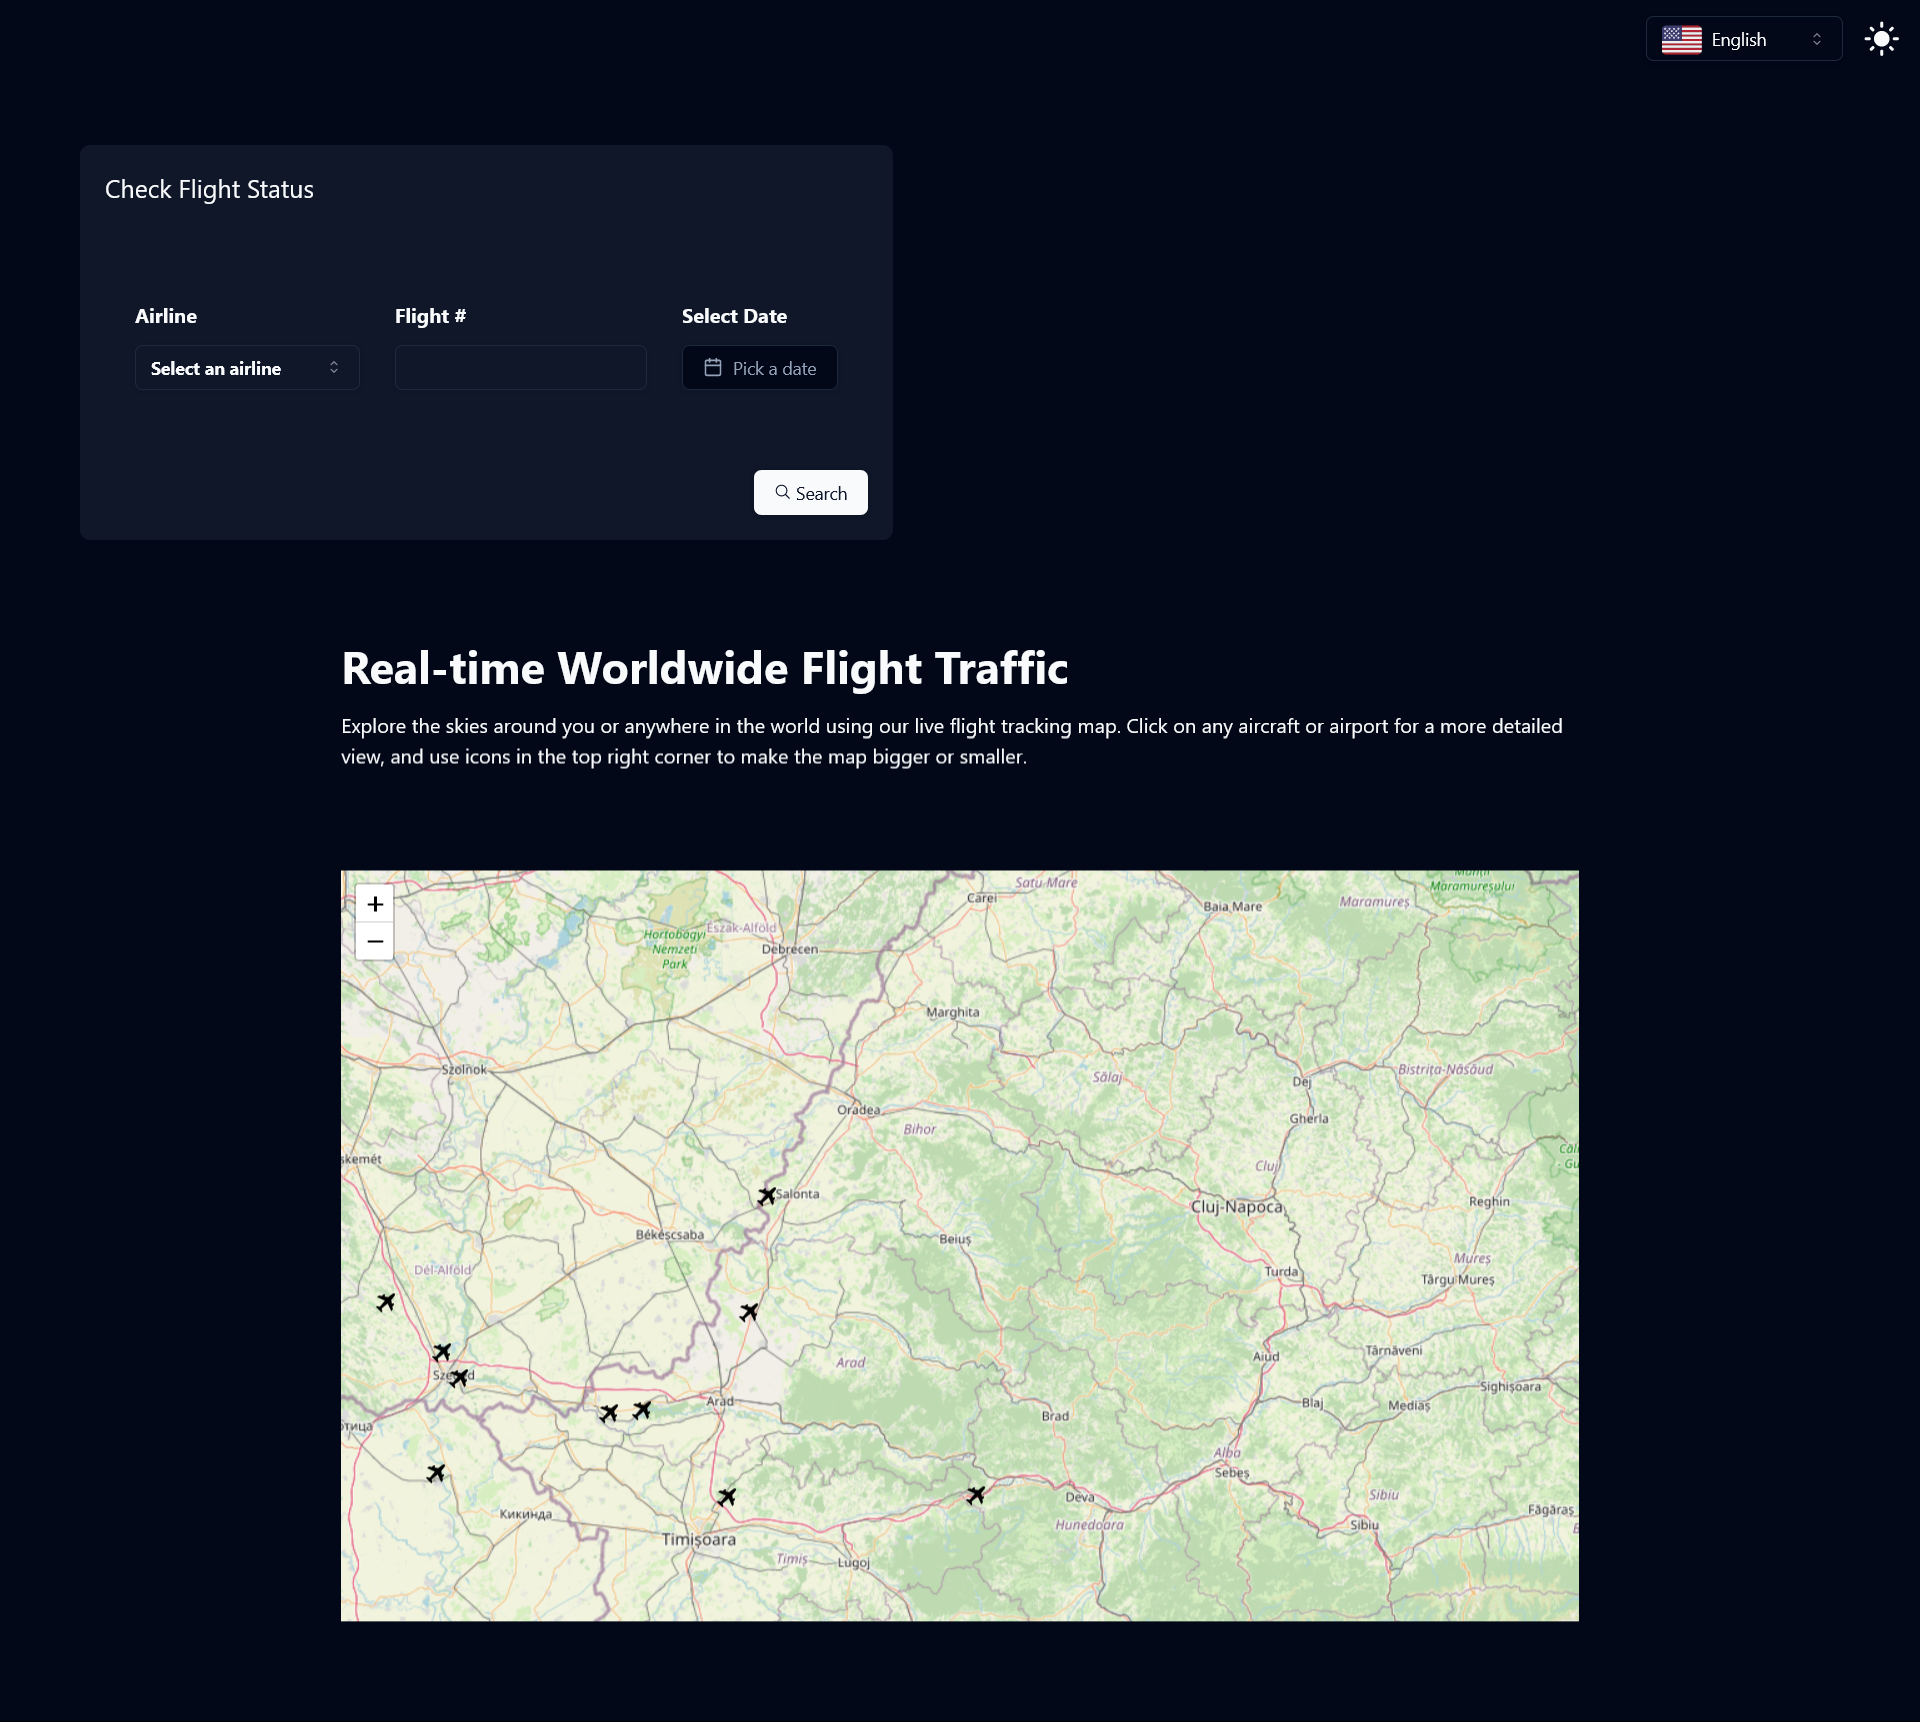 English
Check Flight Status
Airline
Flight #
Select Date
Select an airline
Pick a date
Search
Real-time Worldwide Flight Traffic
Explore the skies around you or anywhere in the world using our live flight tracking map. Click on any aircraft or airport for a more detailed
view, and use icons in the top right corner to make the map bigger or smaller.
+
−
Satu Mare
Carei
Baia Mare
Maramureș
Maramureșului
Észak-Alföld
Hortobágyi
Nemzeti
Park
Debrecen
Marghita
Szolnok
Sălaj
Dej
Bistrița-Năsăud
Oradea
Bihor
Gherla
skemét
Cluj
Salonta
Cluj-Napoca
Reghin
Békéscsaba
Beiuș
Mureș
Dél-Alföld
Turda
Târgu Mureș
Arad
Aiud
Târnăveni
Sighișoara
Arad
Blaj
Mediaș
Brad
отица
Alba
Sebeș
Deva
Sibiu
Кикинда
Hunedoara
Sibiu
Făgăraș
Timișoara
Timiș
Lugoj